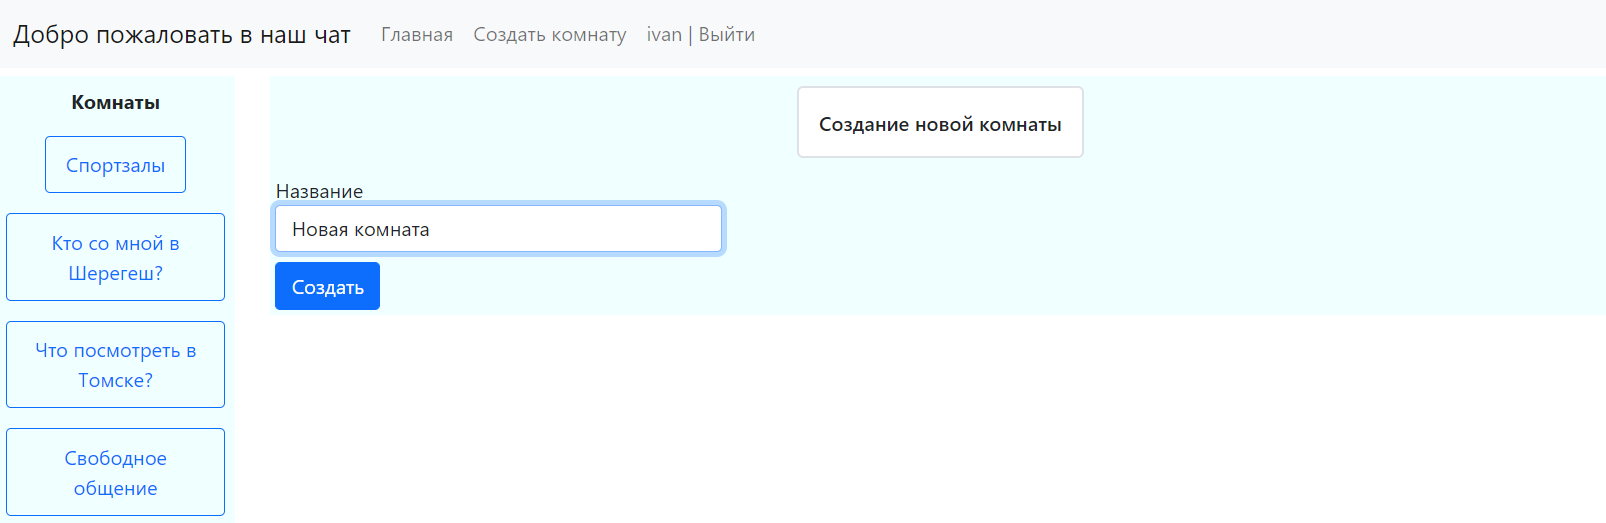 Добро пожаловать в наш чат Главная Создать комнату ivan | Выйти
Комнаты
Спортзалы
Кто со мной в
Шерегеш?
Что посмотреть в
Томске?
Свободное
общение
Создание новой комнаты
Название
Новая комната
Создать